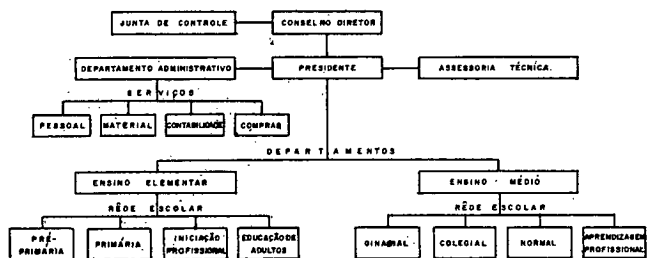 JUNTA DE CONTROLE
CONSELHO DIRETOR
DEPARTAMENTO ADMINISTRATIVO
PRESIDENTE
ASSESSORIA TÉCNICA.
SERVIÇOS
PESSOAL
MATERIAL
CONTABILIDADE
COMPRAS
DEPARTAMENTOS
ENSINO ELEMENTAR
ENSINO MÉDIO
RÊDE ESCOLAR
RÊDE ESCOLAR
PRÉ-
PRIMÁRIA
PRIMÁRIA
INICIAÇÃO
PROFISSIONAL
EDUCAÇÃO DE
ADULTOS
GINASIAL
COLEGIAL
NORMAL
APRENDIZAGEM
PROFISSIONAL